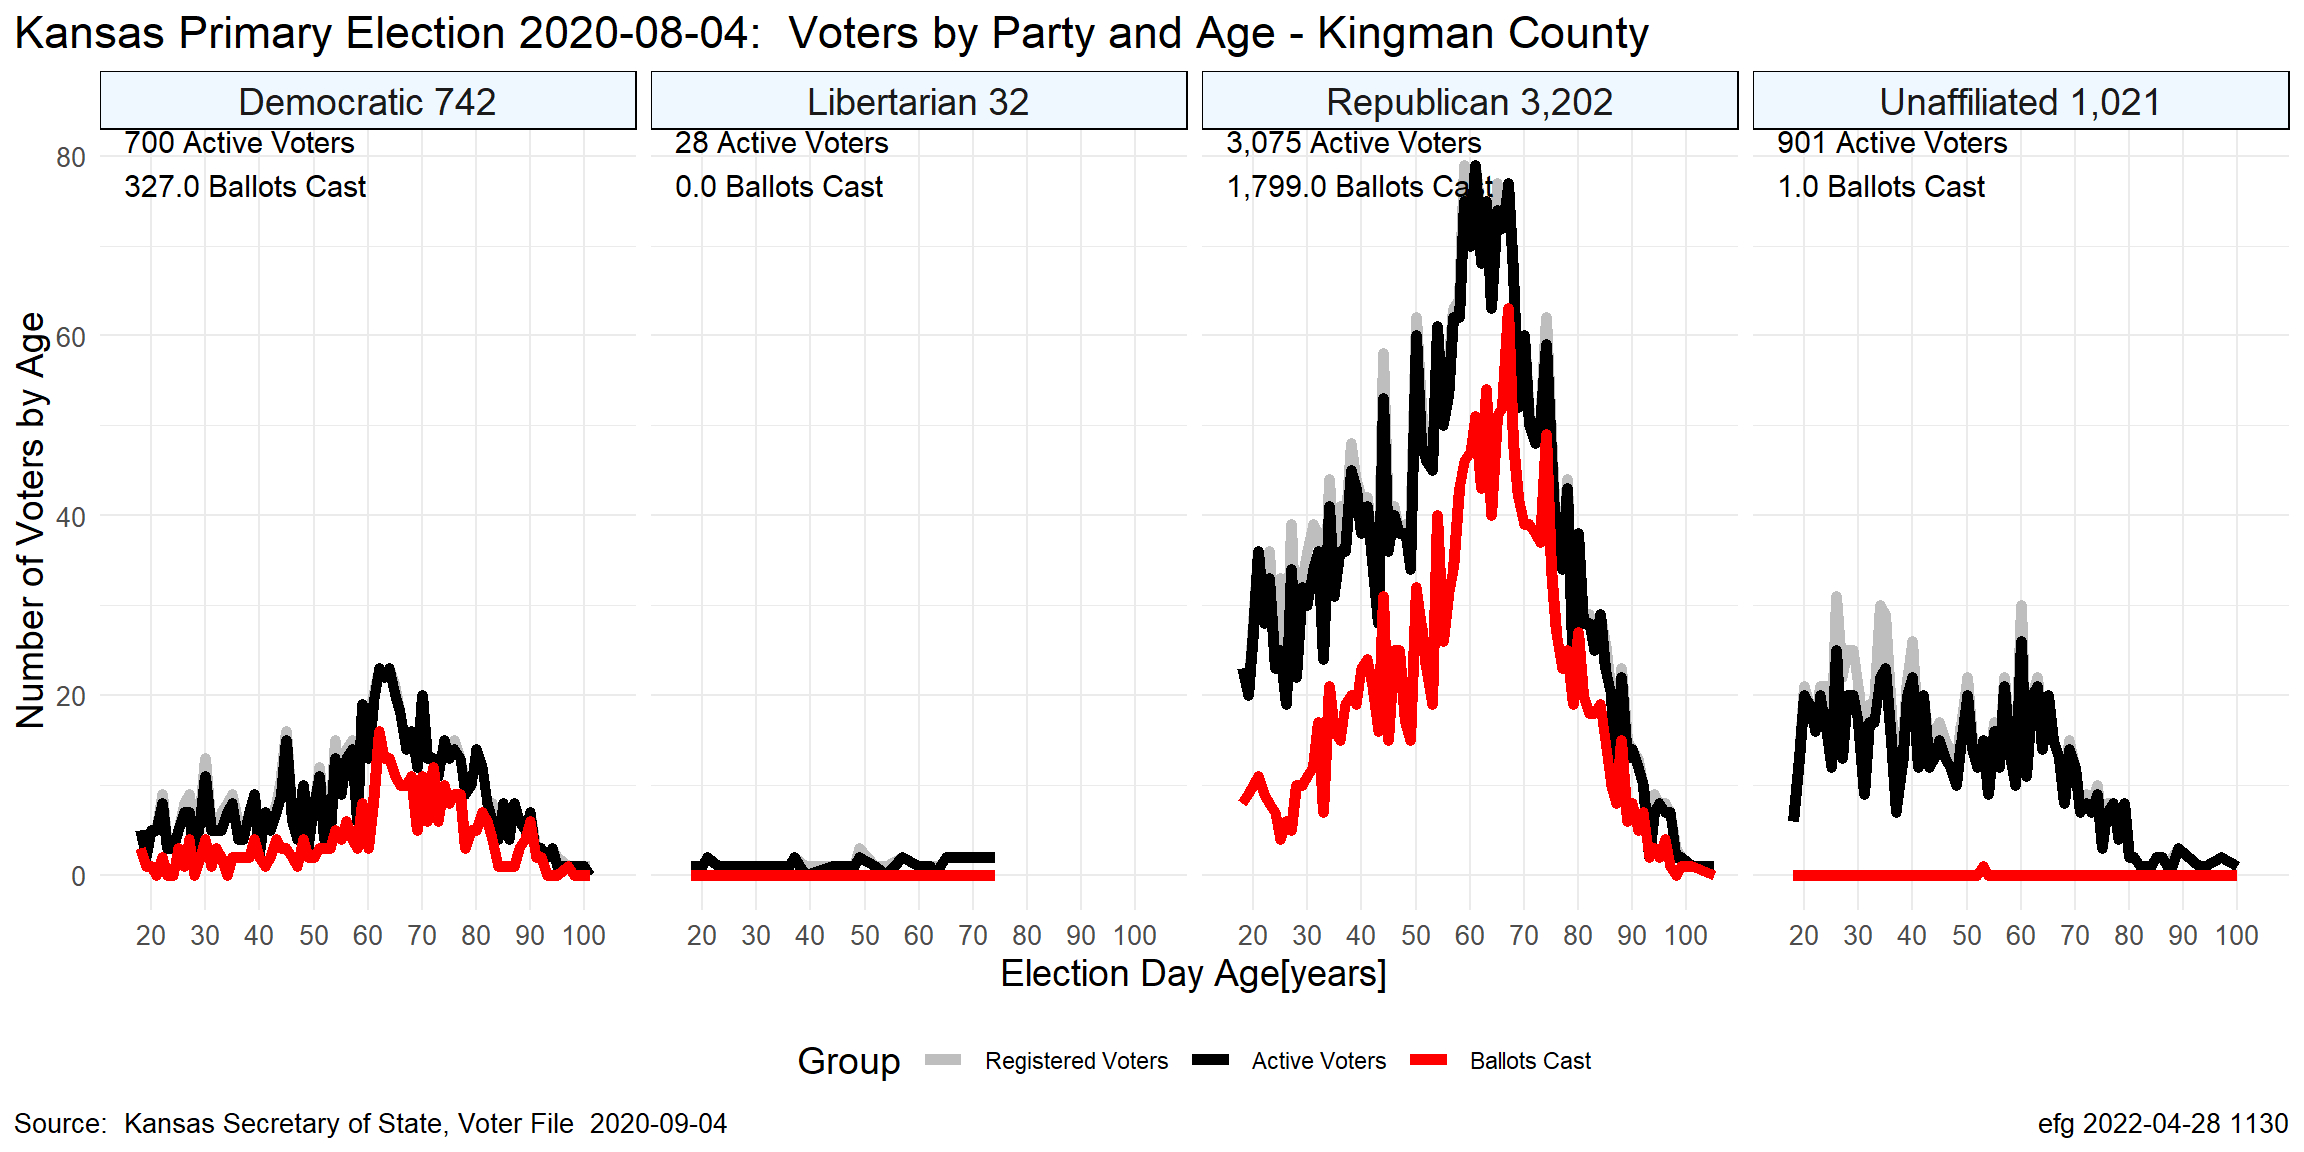 Kansas Primary Election 2020-08-04:  Voters by Party and Age - Kingman County
Democratic 742
Libertarian 32
Republican 3,202
Unaffiliated 1,021
700 Active Voters
327.0 Ballots Cast
28 Active Voters
0.0 Ballots Cast
3,075 Active Voters
1,799.0 Ballots Cast
901 Active Voters
1.0 Ballots Cast
Number of Voters by Age
80
60
40
20
0
20 30 40 50 60 70 80 90 100
20 30 40 50 60 70 80 90 100
20 30 40 50 60 70 80 90 100
20 30 40 50 60 70 80 90 100
Election Day Age[years]
Group Registered Voters Active Voters Ballots Cast
Source:  Kansas Secretary of State, Voter File  2020-09-04
efg 2022-04-28 1130